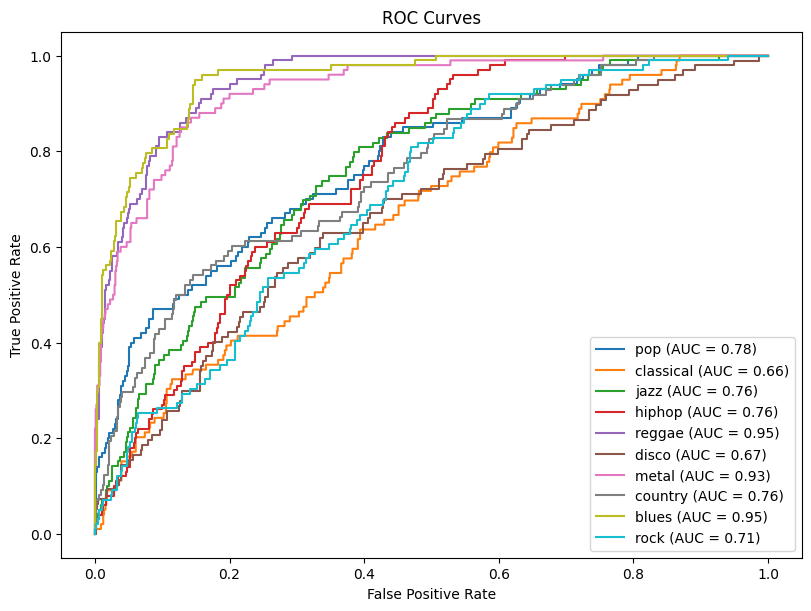 ROC Curves
True Positive Rate
1.0
0.8
0.6
0.4
0.2
0.0
pop (AUC = 0.78)
classical (AUC = 0.66)
jazz (AUC = 0.76)
hiphop (AUC = 0.76)
reggae (AUC = 0.95)
disco (AUC = 0.67)
metal (AUC = 0.93)
country (AUC = 0.76)
blues (AUC = 0.95)
rock (AUC = 0.71)
0.0 0.2 0.4 0.6 0.8 1.0
False Positive Rate